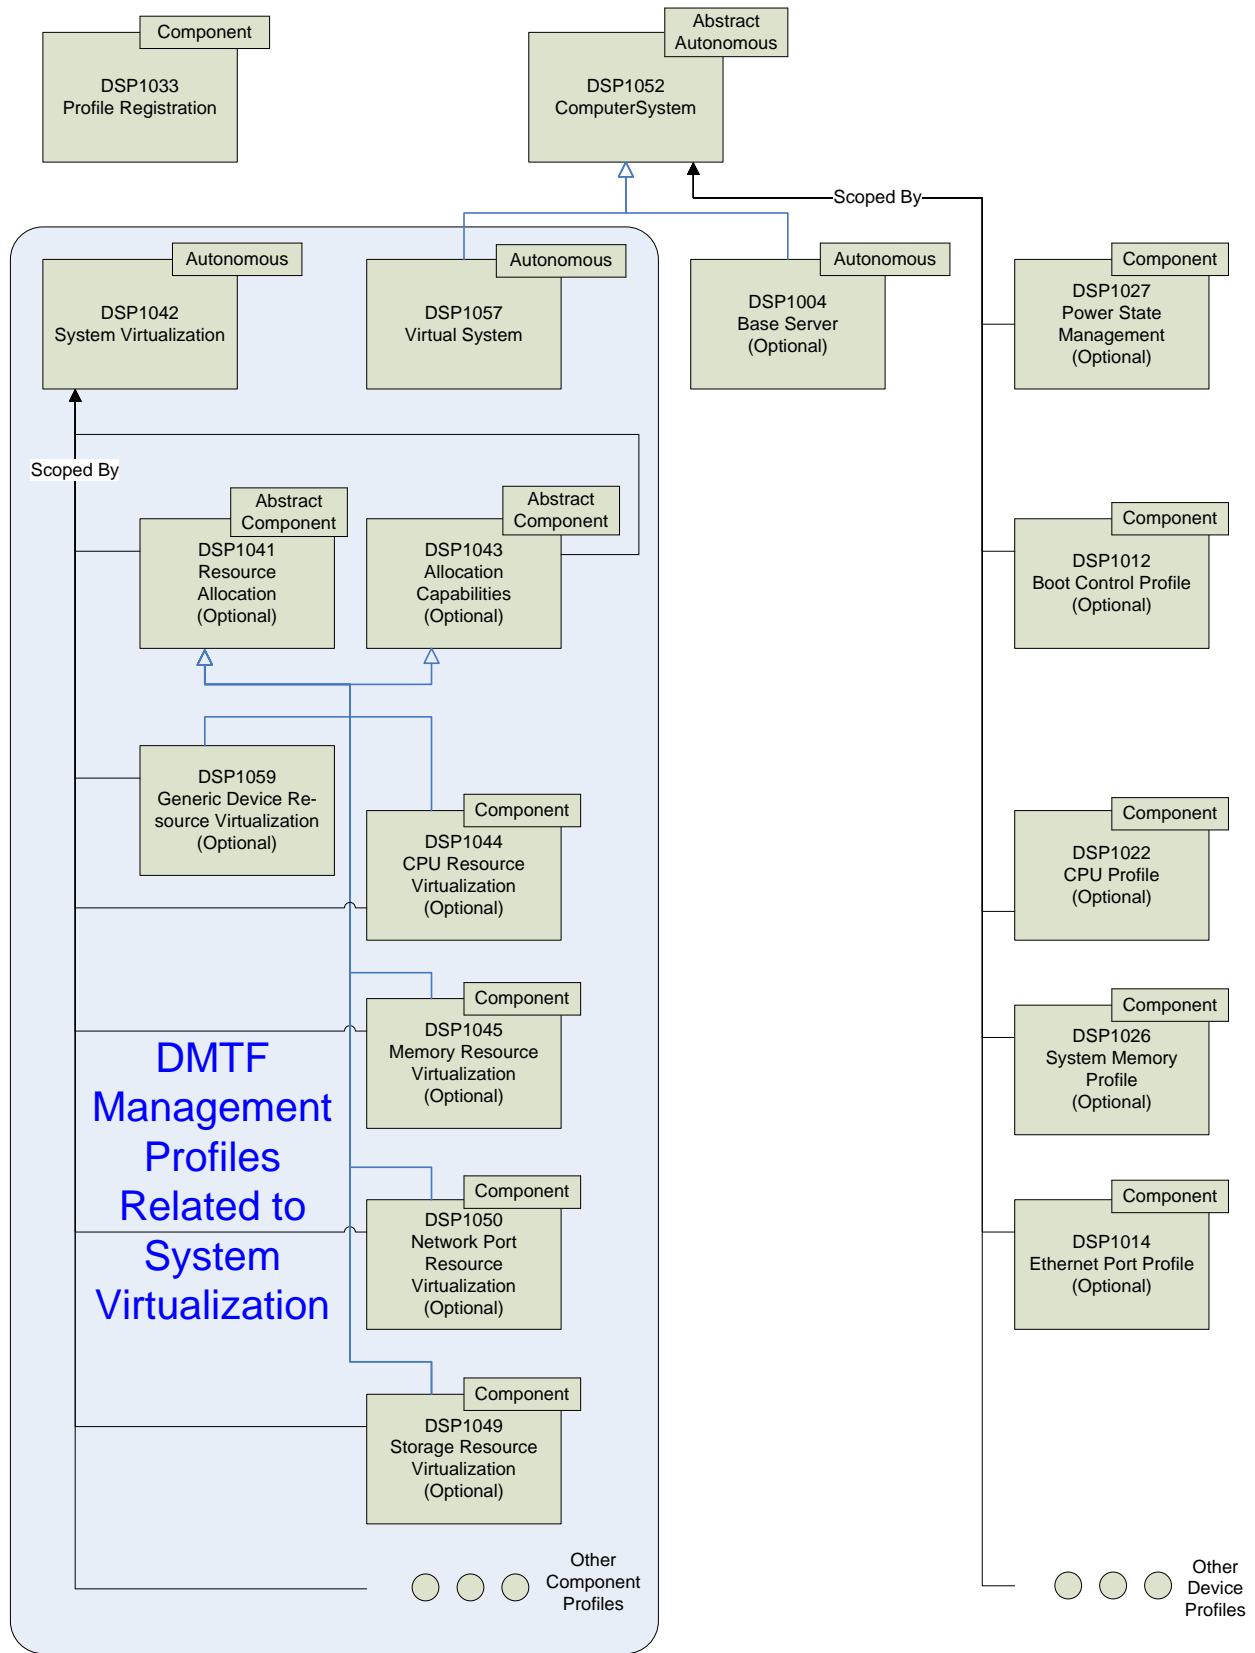 Component
DSP1033
Profile Registration
Abstract
Autonomous
DSP1052
ComputerSystem
Scoped By
Autonomous
DSP1042
System Virtualization
Autonomous
DSP1057
Virtual System
Autonomous
DSP1004
Base Server
(Optional)
Component
DSP1027
Power State
Management
(Optional)
Scoped By
Abstract
Component
DSP1041
Resource
Allocation
(Optional)
Abstract
Component
DSP1043
Allocation
Capabilities
(Optional)
Component
DSP1012
Boot Control Profile
(Optional)
DSP1059
Generic Device Re-
source Virtualization
(Optional)
Component
DSP1044
CPU Resource
Virtualization
(Optional)
Component
DSP1022
CPU Profile
(Optional)
Component
DSP1045
Memory Resource
Virtualization
(Optional)
Component
DSP1026
System Memory
Profile
(Optional)
DMTF
Management
Profiles
Related to
System
Virtualization
Component
DSP1050
Network Port
Resource
Virtualization
(Optional)
Component
DSP1014
Ethernet Port Profile
(Optional)
Component
DSP1049
Storage Resource
Virtualization
(Optional)
Other
Component
Profiles
Other
Device
Profiles